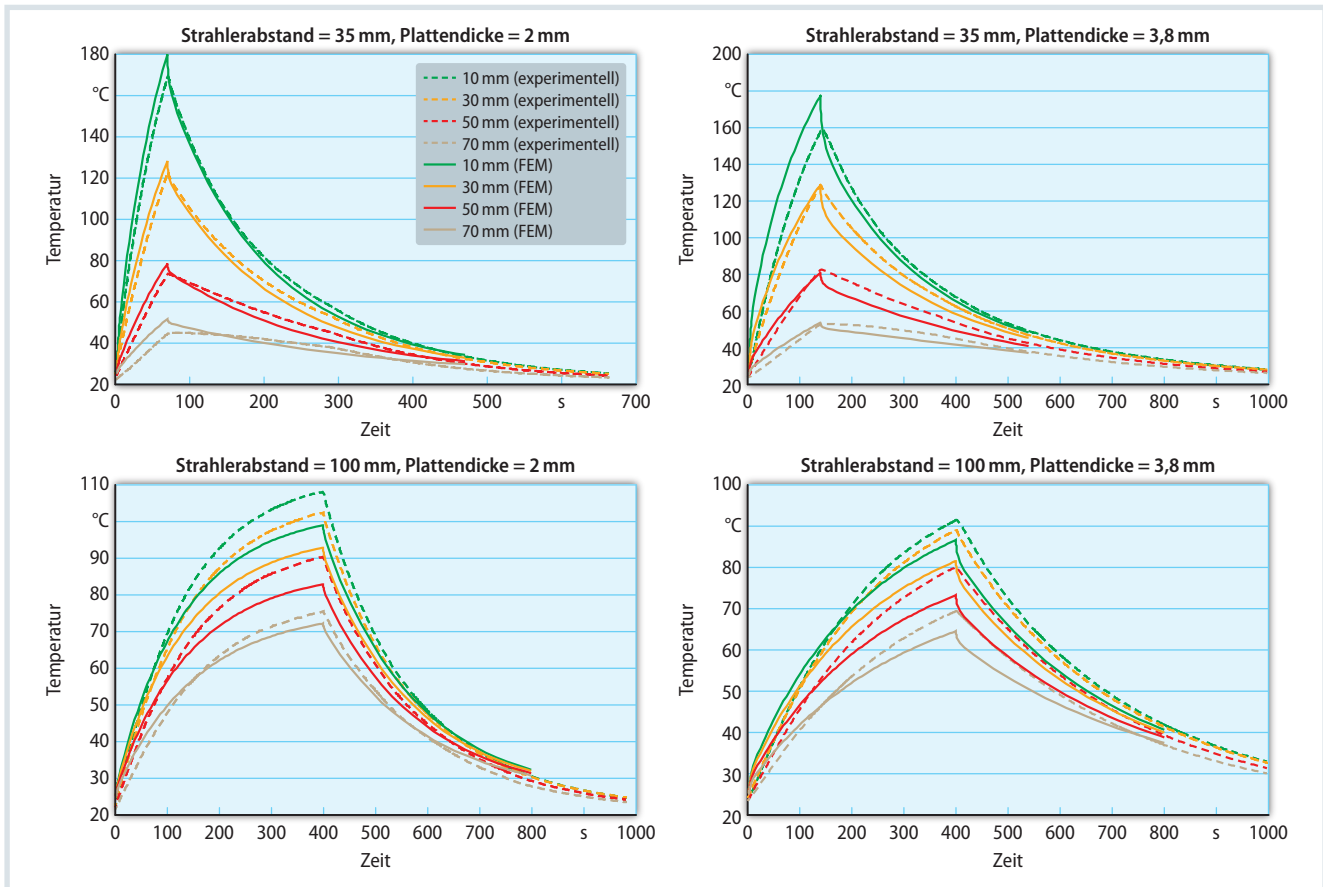 Strahlerabstand = 35 mm, Plattendicke = 2 mm
180
°C
140
120
100
80
60
40
20
Temperatur
0 100 200 300 400 500 s 700
Zeit
10 mm (experimentell)
30 mm (experimentell)
50 mm (experimentell)
70 mm (experimentell)
10 mm (FEM)
30 mm (FEM)
50 mm (FEM)
70 mm (FEM)
Strahlerabstand = 35 mm, Plattendicke = 3,8 mm
200
°C
160
140
120
100
80
60
40
20
Temperatur
0 100 200 300 400 500 600 700 800 s 1000
Zeit
Strahlerabstand = 100 mm, Plattendicke = 2 mm
110
°C
90
80
70
60
50
40
30
20
Temperatur
0 100 200 300 400 500 600 700 800 s 1000
Zeit
Strahlerabstand = 100 mm, Plattendicke = 3,8 mm
100
°C
80
70
60
50
40
30
20
Temperatur
0 100 200 300 400 500 600 700 800 s 1000
Zeit